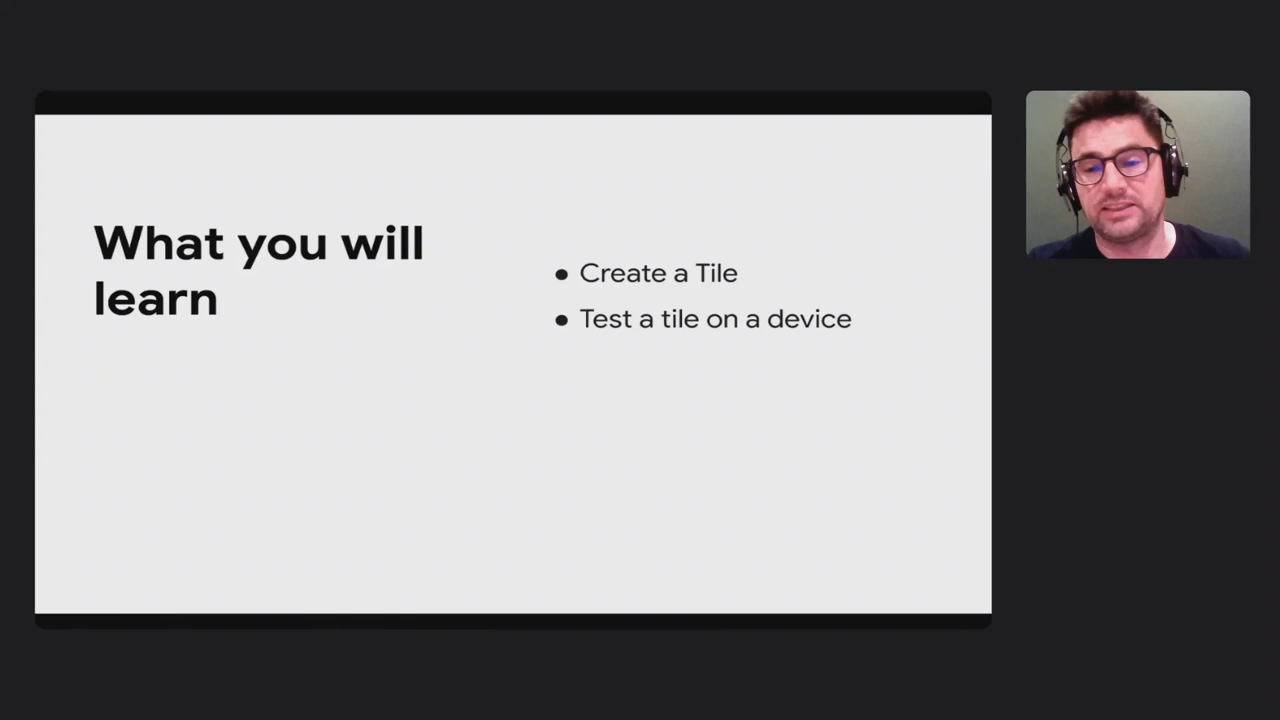 What you will
learn
● Create a Tile
● Test a tile on a device